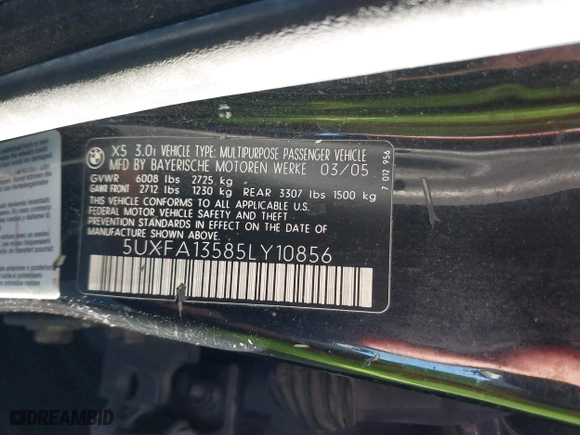 X5 3.0i VEHICLE TYPE: MULTIPURPOSE PASSENGER VEHICLE
MFD BY BAYERISCHE MOTOREN WERKE 03/05
GVWR 6008 lbs 2725 kg
GAWR FRONT 2712 lbs 1230 kg REAR 3307 lbs 1500 kg
THIS VEHICLE CONFORMS TO ALL APPLICABLE U.S.
FEDERAL MOTOR VEHICLE SAFETY AND THEFT -
PREVENTION STANDARDS IN EFFECT ON THE DATE OF
MANUFACTURE SHOWN ABOVE.
5UXFA13585LY10856
7 012 956
DREAMBID